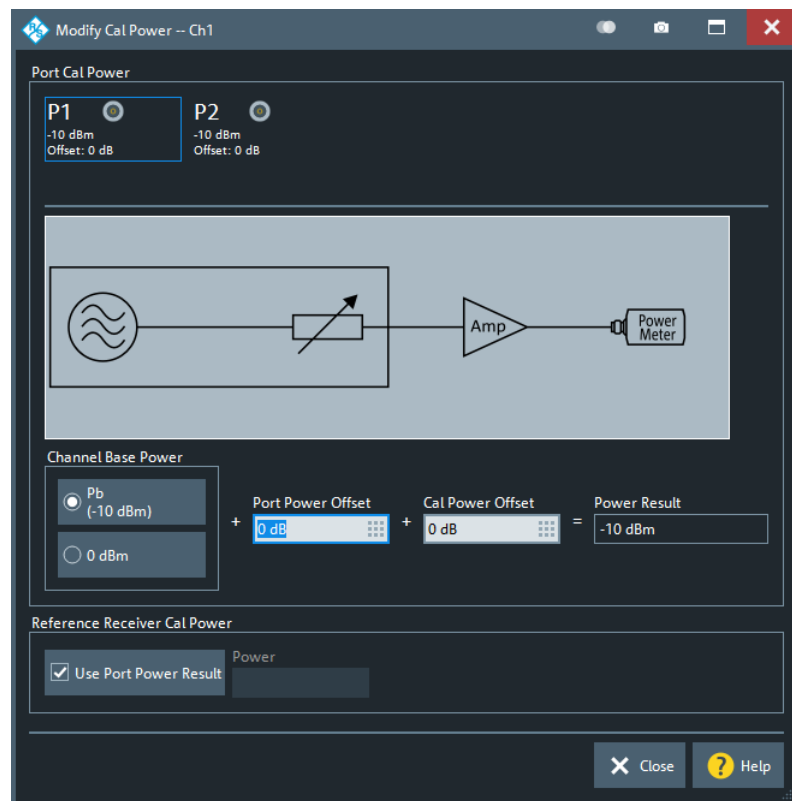 R&S Modify Cal Power -- Ch1
Port Cal Power
P1
-10 dBm
Offset: 0 dB
P2
-10 dBm
Offset: 0 dB
Amp
Power
Meter
Channel Base Power
Pb
(-10 dBm)
0 dBm
+
Port Power Offset
0 dB
+
Cal Power Offset
0 dB
=
Power Result
-10 dBm
Reference Receiver Cal Power
Use Port Power Result
Power
Close
? Help